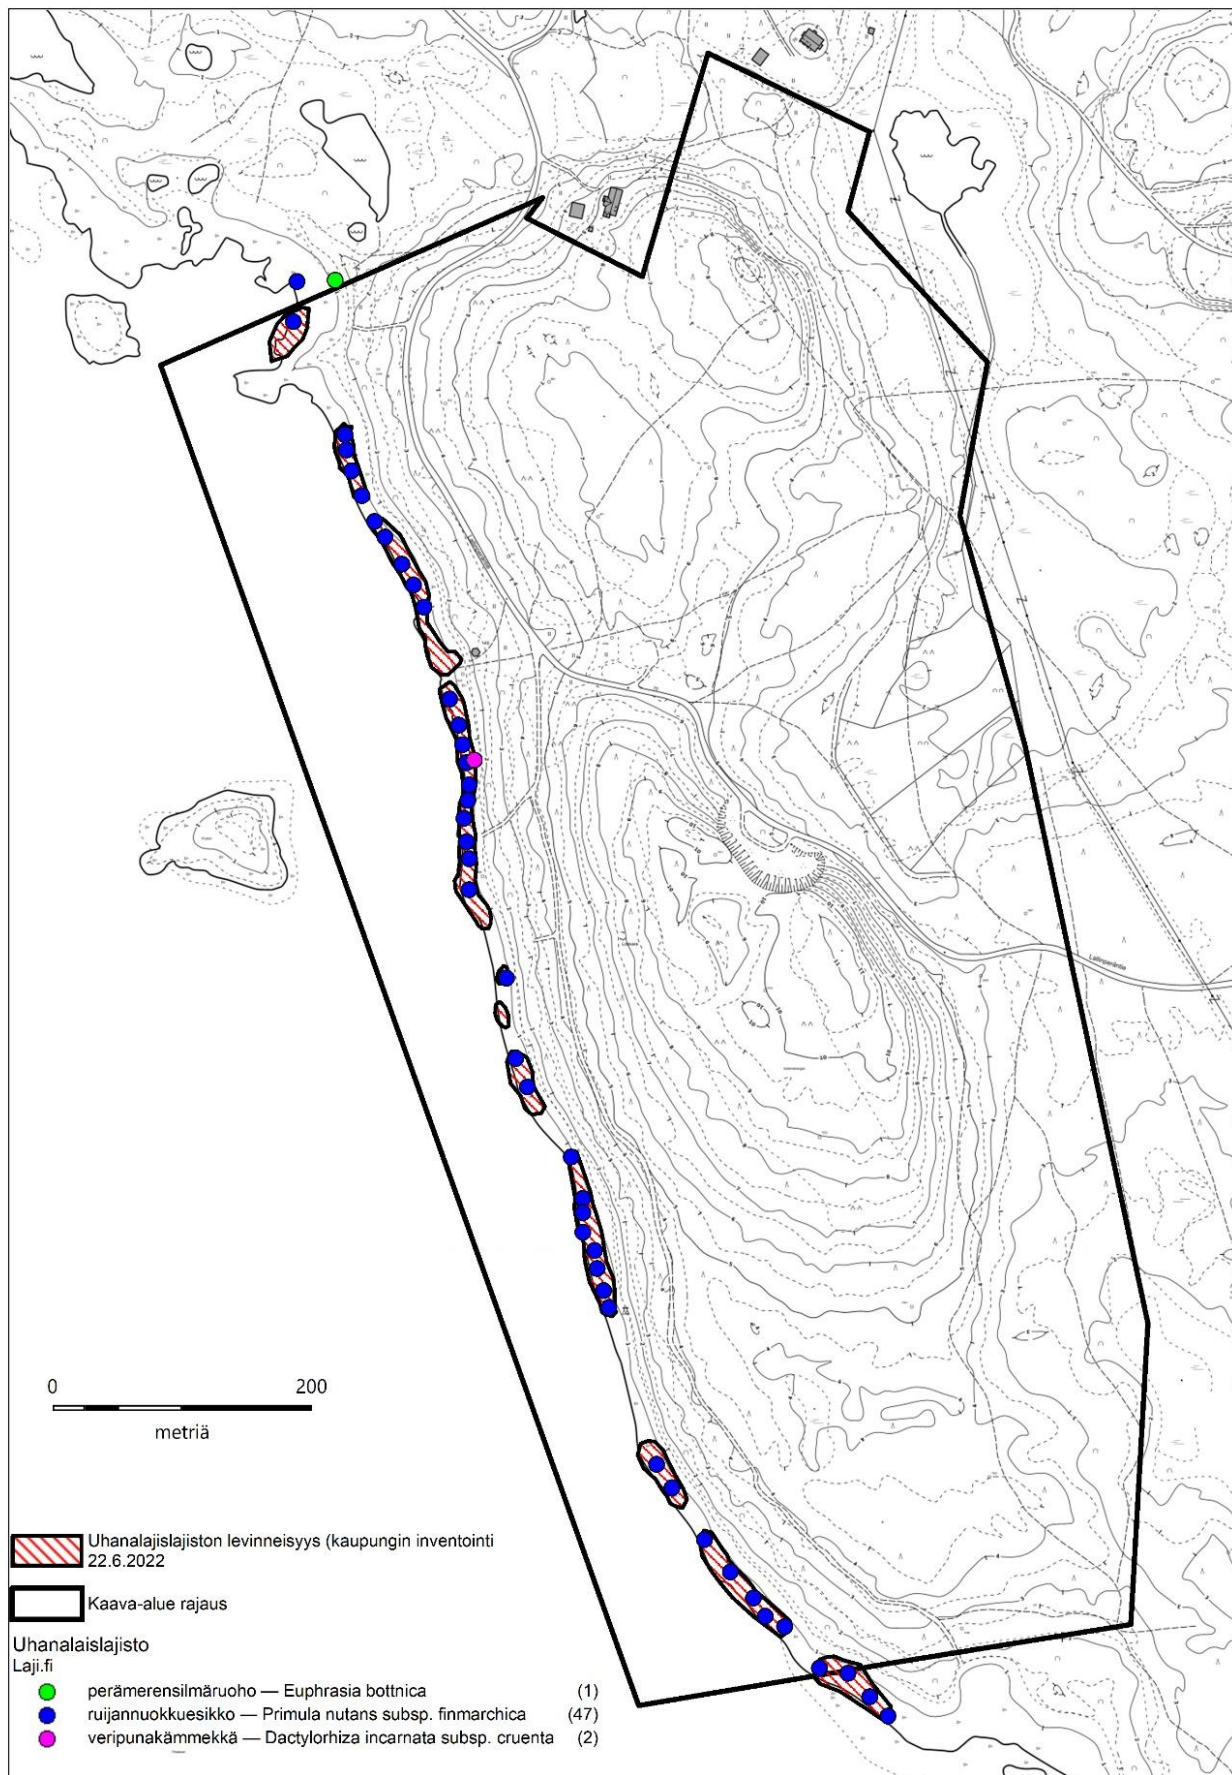 Lallinperäntie
0 200
metriä
Uhanalajislajiston levinneisyys (kaupungin inventointi
22.6.2022
Kaava-alue rajaus
Uhanalaislajisto
Laji.fi
perämerensilmäruoho — Euphrasia bottnica (1)
ruijannuokkuesikko — Primula nutans subsp. finmarchica (47)
veripunakämmekkä — Dactylorhiza incarnata subsp. cruenta (2)